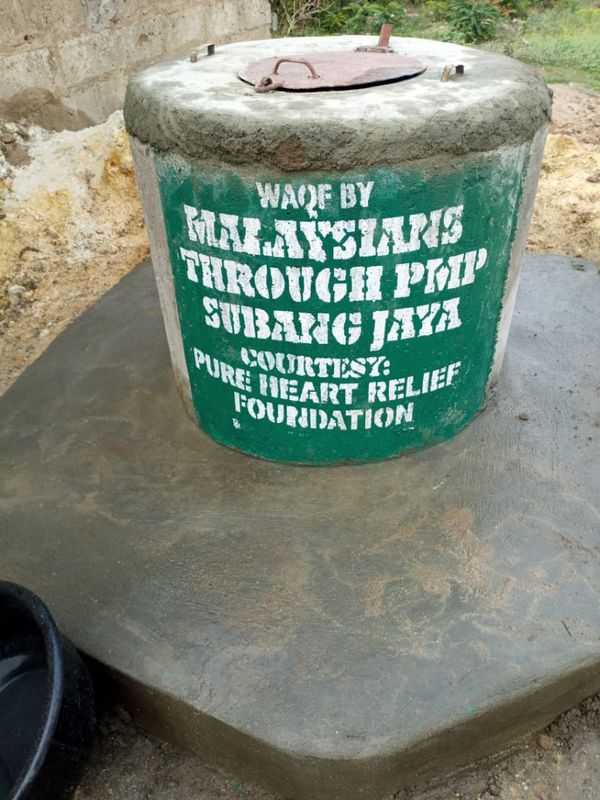 WAQF BY
MALAYSIANS
THROUGH PMP
SUBANG JAYA
COURTESY:
PURE HEART RELIEF
FOUNDATION